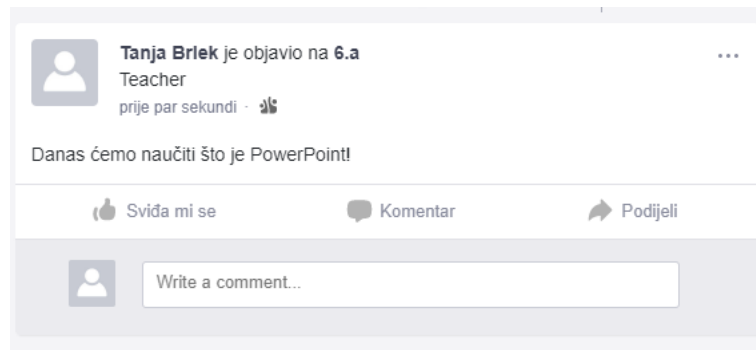 Tanja Brlek je objavio na 6.a
Teacher
prije par sekundi ·
Danas ćemo naučiti što je PowerPoint!
Sviđa mi se Komentar Podijeli
Write a comment...